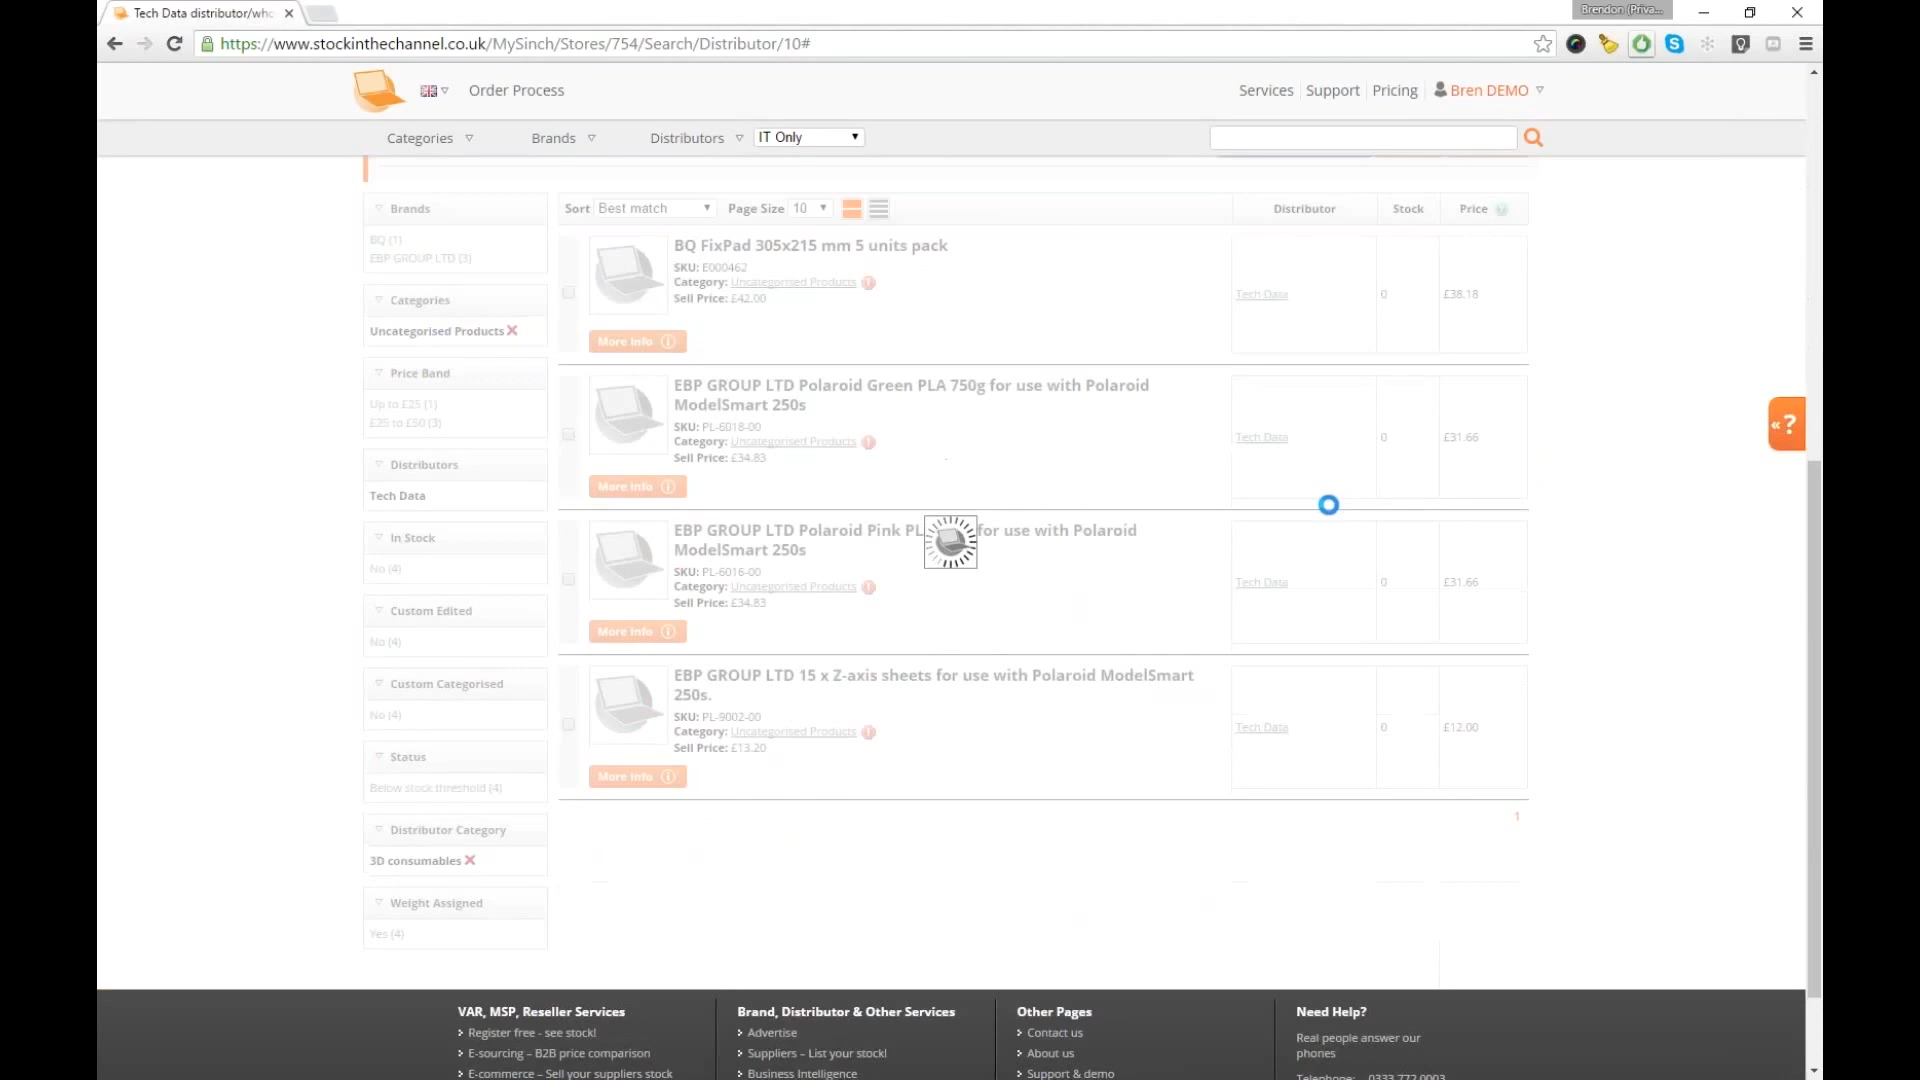 Tech Data distributor/who
Brendon (Priva...
https://www.stockinthechannel.co.uk/MySinch/Stores/754/Search/Distributor/10#
Order Process
Services
Support
Pricing
Bren DEMO
Categories
Brands
Distributors
IT Only
Brands
BQ (1)
EBP GROUP LTD (3)
Categories
Uncategorised Products
Price Band
Up to £25 (1)
£25 to £50 (3)
Distributors
Tech Data
In Stock
No (4)
Custom Edited
No (4)
Custom Categorised
No (4)
Status
Below stock threshold (4)
Distributor Category
3D consumables
Weight Assigned
Yes (4)
Sort Best match Page Size 10
Distributor Stock Price
BQ FixPad 305x215 mm 5 units pack
SKU: E000462
Category: Uncategorised Products
Sell Price: £42.00
More Info
Tech Data 0 £38.18
EBP GROUP LTD Polaroid Green PLA 750g for use with Polaroid
ModelSmart 250s
SKU: PL-6018-00
Category: Uncategorised Products
Sell Price: £34.83
More Info
Tech Data 0 £31.66
EBP GROUP LTD Polaroid Pink PL for use with Polaroid
ModelSmart 250s
SKU: PL-6016-00
Category: Uncategorised Products
Sell Price: £34.83
More Info
Tech Data 0 £31.66
EBP GROUP LTD 15 x Z-axis sheets for use with Polaroid ModelSmart
250s.
SKU: PL-9002-00
Category: Uncategorised Products
Sell Price: £13.20
More Info
Tech Data 0 £12.00
1
« ?
VAR, MSP, Reseller Services
Register free - see stock!
E-sourcing – B2B price comparison
E-commerce – Sell your suppliers stock
Brand, Distributor & Other Services
Advertise
Suppliers – List your stock!
Business Intelligence
Other Pages
Contact us
About us
Support & demo
Need Help?
Real people answer our
phones
Telephone: 0333 772 0003